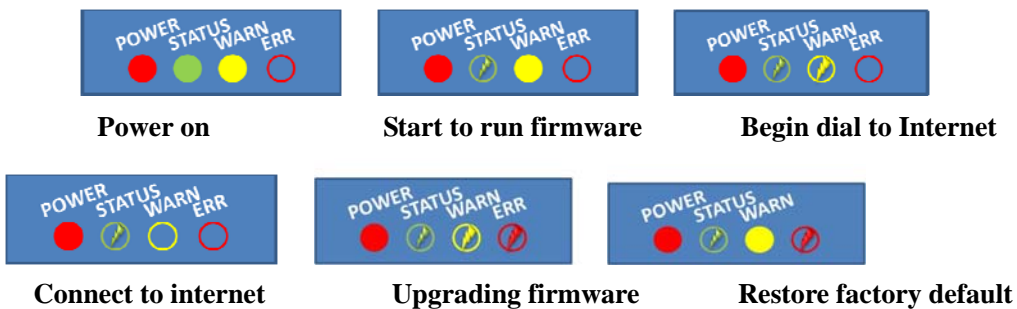 POWER STATUS WARN ERR
POWER STATUS WARN ERR
POWER STATUS WARN ERR
Power on
Start to run firmware
Begin dial to Internet
POWER STATUS WARN ERR
POWER STATUS WARN ERR
POWER STATUS WARN
Connect to internet
Upgrading firmware
Restore factory default